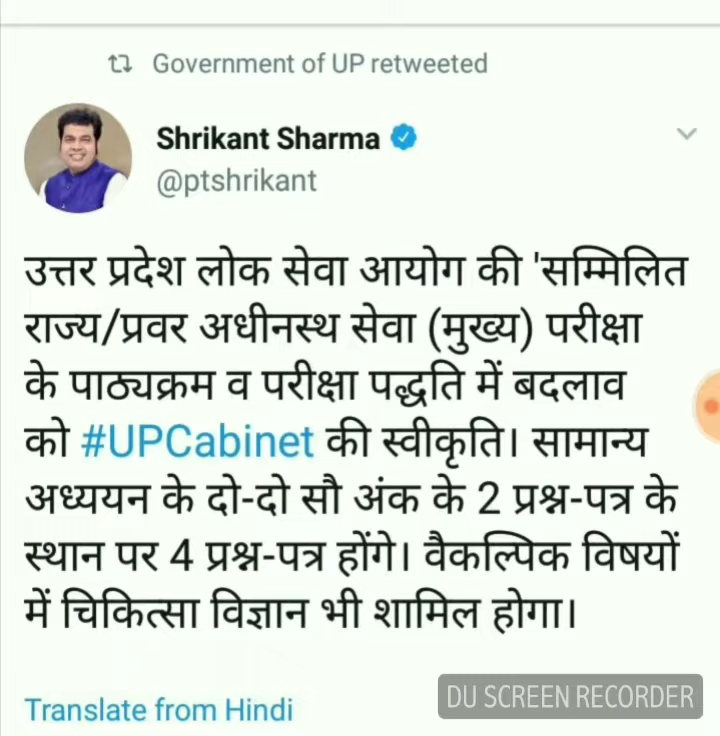 Government of UP retweeted
Shrikant Sharma
@ptshrikant
उत्तर प्रदेश लोक सेवा आयोग की 'सम्मिलित
राज्य/प्रवर अधीनस्थ सेवा (मुख्य) परीक्षा
के पाठ्यक्रम व परीक्षा पद्धति में बदलाव
को #UPCabinet की स्वीकृति। सामान्य
अध्ययन के दो-दो सौ अंक के 2 प्रश्न-पत्र के
स्थान पर 4 प्रश्न-पत्र होंगे। वैकल्पिक विषयों
में चिकित्सा विज्ञान भी शामिल होगा।
Translate from Hindi
DU SCREEN RECORDER